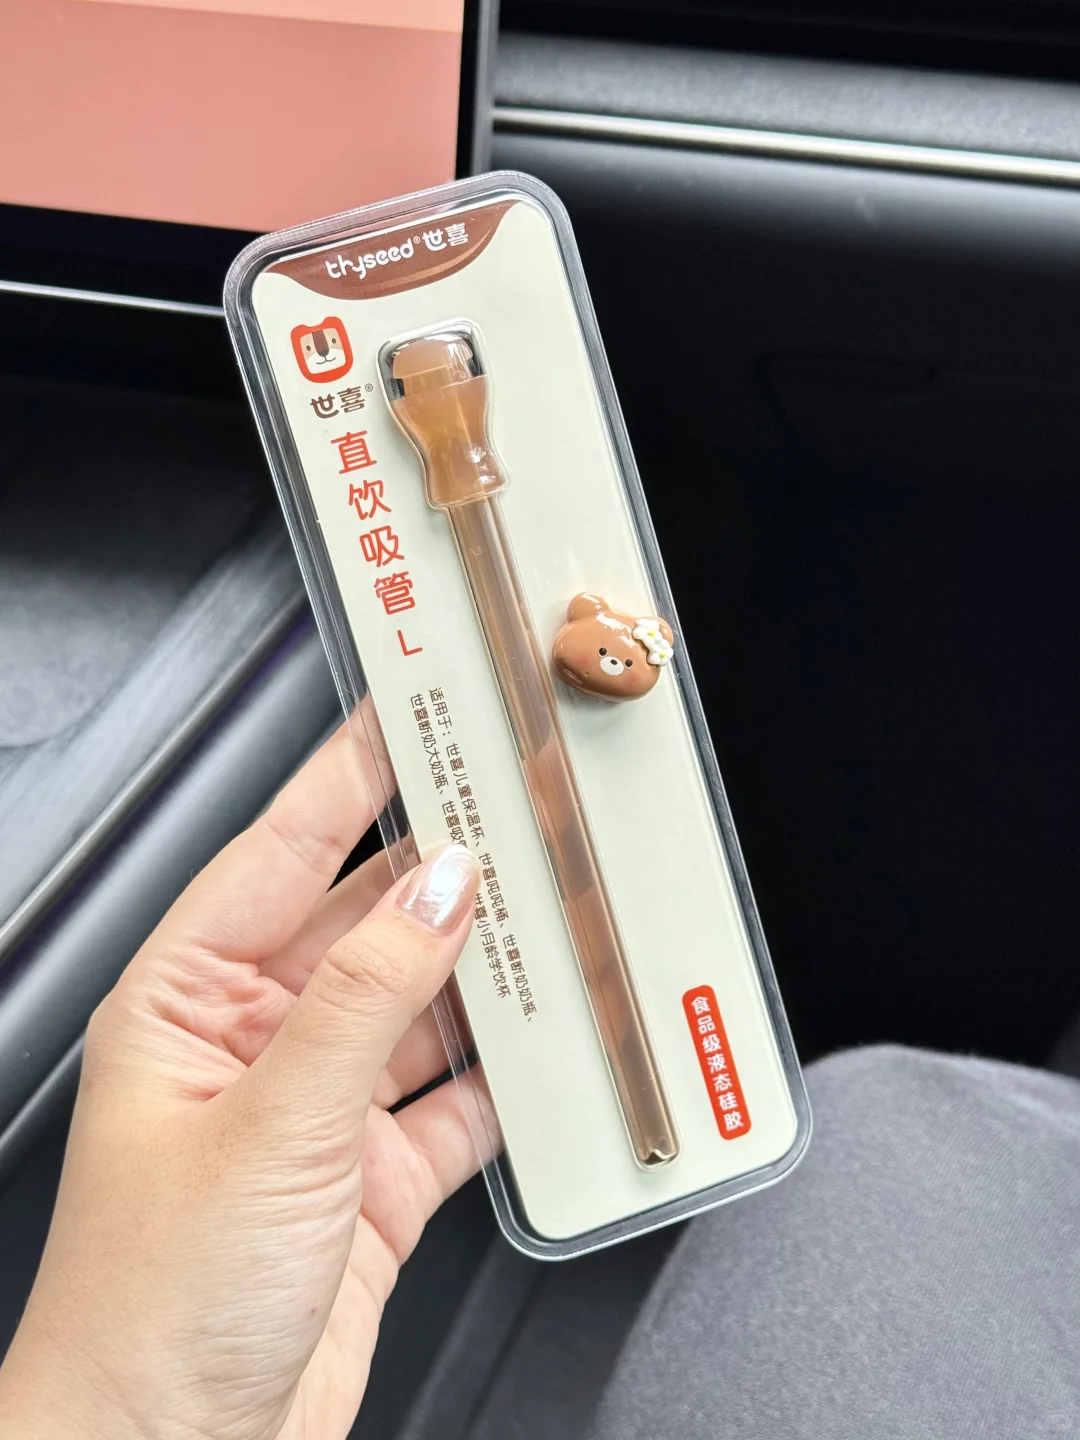 thyseed®世喜
世喜®
直饮吸管 L
适用于：世喜儿童保温杯、世喜吨吨桶、世喜断奶奶瓶、
世喜断奶大奶瓶、世喜吸
世喜小月龄学饮杯
食品级液态硅胶